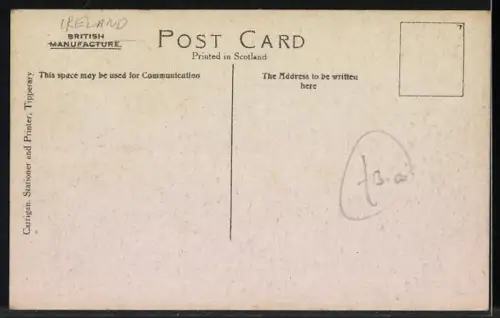 IRELAND
BRITISH
MANUFACTURE.
POST CARD
Printed in Scotland
This space may be used for Communication
The Address to be written
here
Carrigan, Stationer and Printer, Tipperary
7